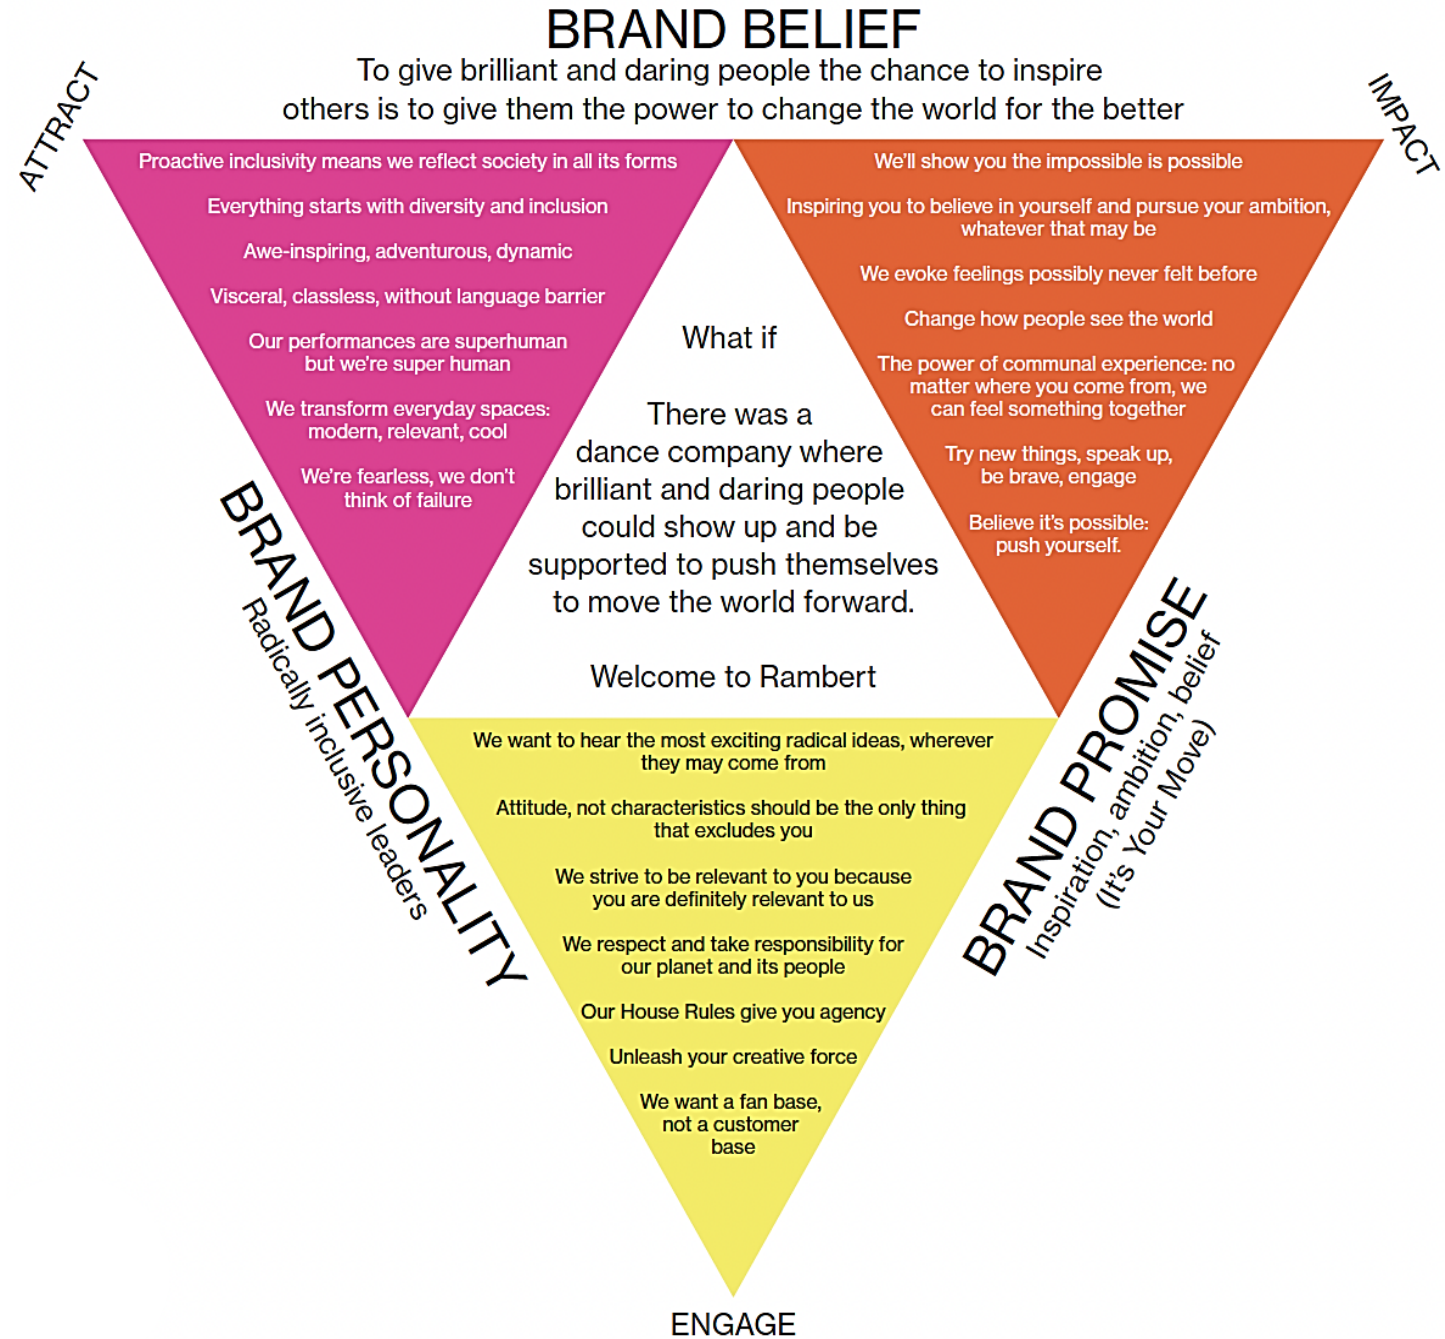 BRAND BELIEF
To give brilliant and daring people the chance to inspire
others is to give them the power to change the world for the better
ATTRACT
IMPACT
Proactive inclusivity means we reflect society in all its forms
Everything starts with diversity and inclusion
Awe-inspiring, adventurous, dynamic
Visceral, classless, without language barrier
Our performances are superhuman
but we're super human
We transform everyday spaces:
modern, relevant, cool
We're fearless, we don't
think of failure
We'll show you the impossible is possible
Inspiring you to believe in yourself and pursue your ambition,
whatever that may be
We evoke feelings possibly never felt before
Change how people see the world
The power of communal experience: no
matter where you come from, we
can feel something together
Try new things, speak up,
be brave, engage
Believe it's possible:
push yourself.
What if
There was a
dance company where
brilliant and daring people
could show up and be
supported to push themselves
to move the world forward.
Welcome to Rambert
BRAND PERSONALITY
Radically inclusive leaders
BRAND PROMISE
Inspiration, ambition, belief
(It's Your Move)
We want to hear the most exciting radical ideas, wherever
they may come from
Attitude, not characteristics should be the only thing
that excludes you
We strive to be relevant to you because
you are definitely relevant to us
We respect and take responsibility for
our planet and its people
Our House Rules give you agency
Unleash your creative force
We want a fan base,
not a customer
base
ENGAGE